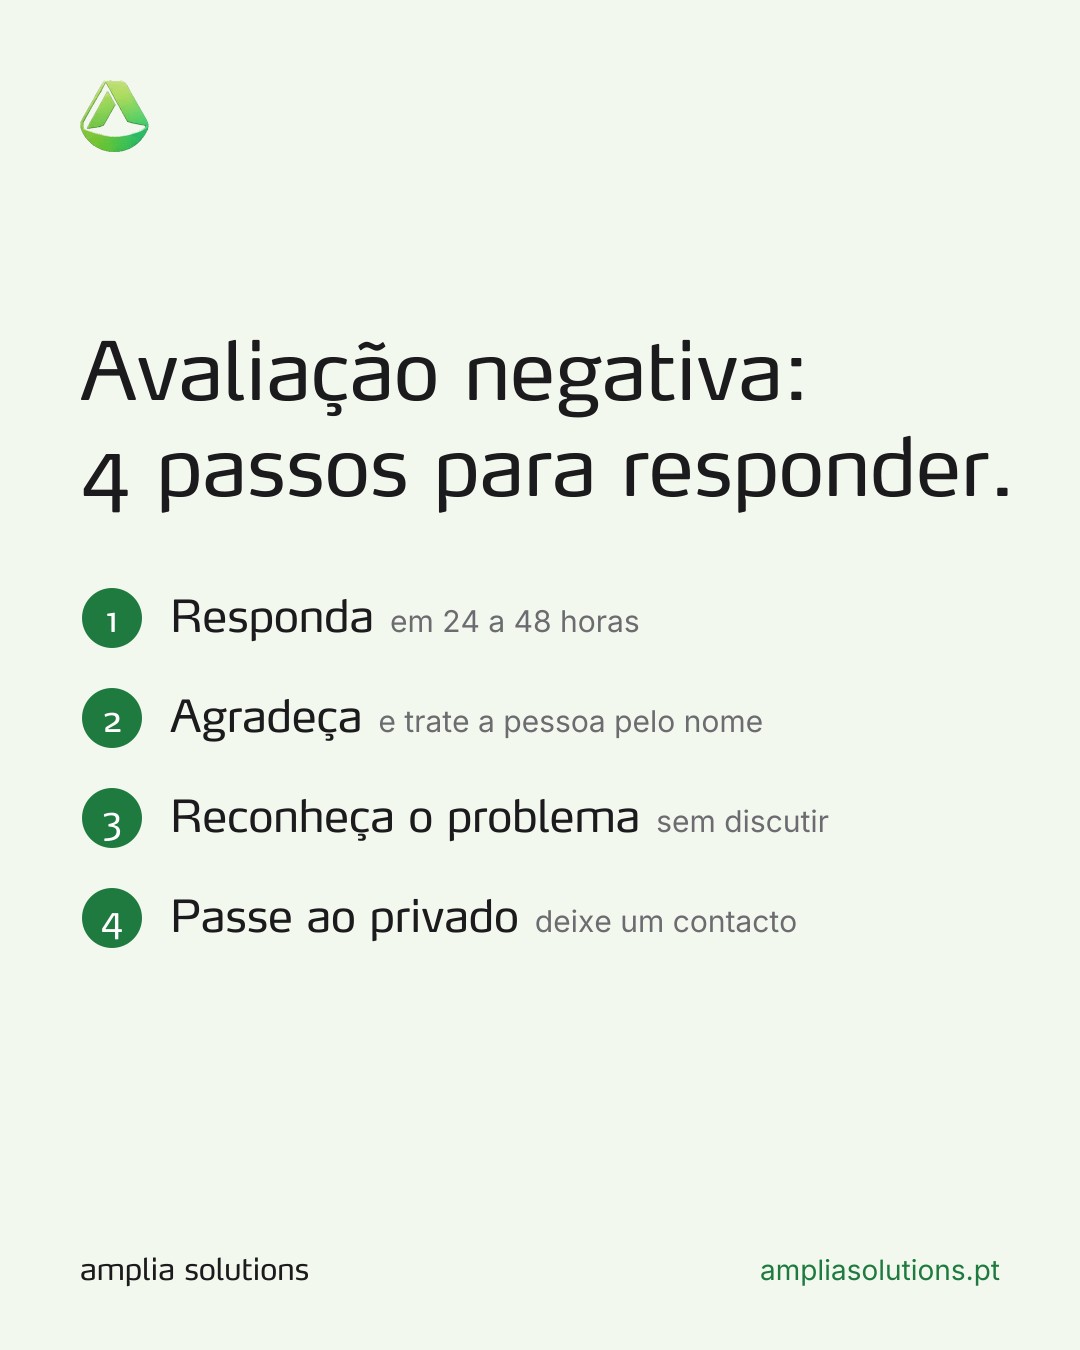 Avaliação negativa:
4 passos para responder.
1 Responda em 24 a 48 horas
2 Agradeça e trate a pessoa pelo nome
3 Reconheça o problema sem discutir
4 Passe ao privado deixe um contacto
amplia solutions
ampliasolutions.pt